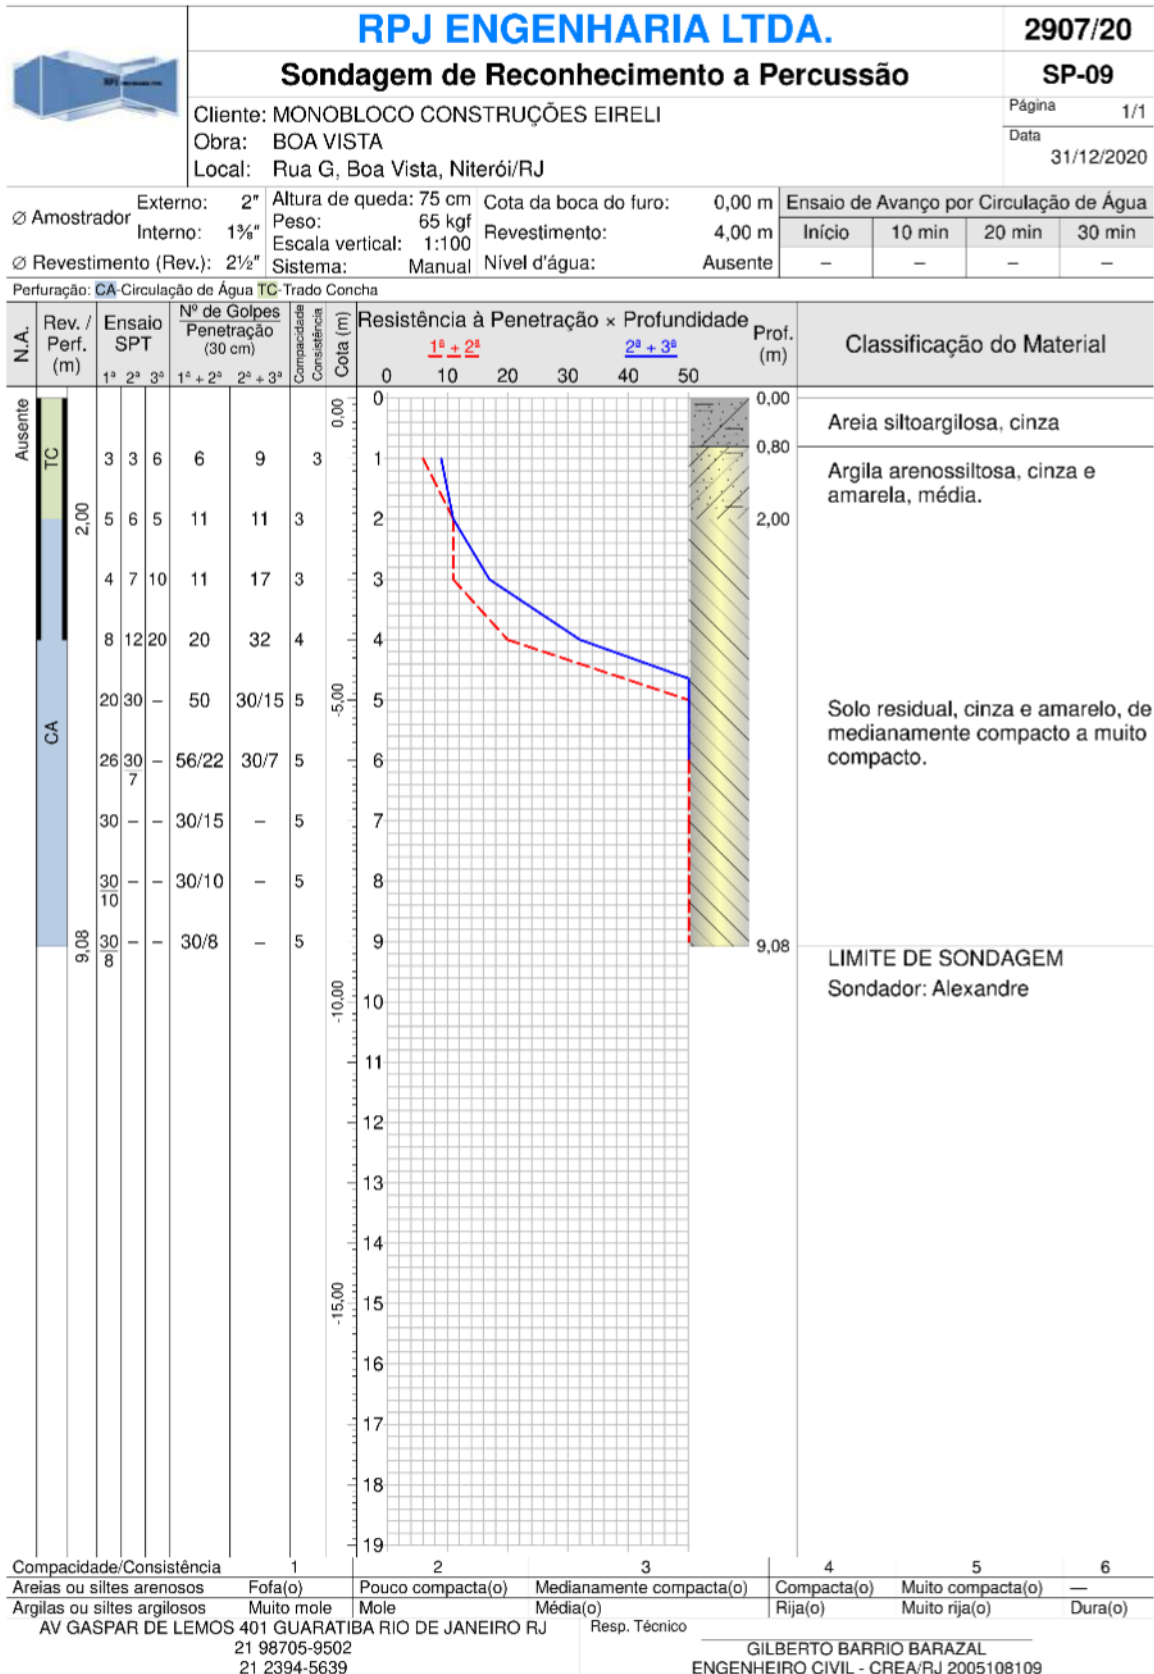 RPJ ENGENHARIA LTDA.
2907/20
Sondagem de Reconhecimento a Percussão
SP-09
Cliente: MONOBLOCO CONSTRUÇÕES EIRELI
Obra: BOA VISTA
Local: Rua G, Boa Vista, Niterói/RJ
Página 1/1
Data
31/12/2020
Ø Amostrador Externo: 2"
Interno: 1⅜"
Ø Revestimento (Rev.): 2½"
Altura de queda: 75 cm
Peso: 65 kgf
Escala vertical: 1:100
Sistema: Manual
Cota da boca do furo: 0,00 m
Revestimento: 4,00 m
Nível d'água: Ausente
Ensaio de Avanço por Circulação de Água
Início 10 min 20 min 30 min
– – – –
Perfuração: CA-Circulação de Água TC-Trado Concha
N.A.
Rev. / Perf. (m)
Ensaio SPT
1ª 2ª 3ª
Nº de Golpes
Penetração
(30 cm)
1ª + 2ª 2ª + 3ª
Compacidade
Consistência
Cota (m)
Resistência à Penetração × Profundidade
1ª + 2ª 2ª + 3ª
0 10 20 30 40 50
Prof. (m)
Classificação do Material
Ausente
TC
2,00
CA
9,08
3 3 6 6 9 3
5 6 5 11 11 3
4 7 10 11 17 3
8 12 20 20 32 4
20 30 – 50 30/15 5
26 30/7 – 56/22 30/7 5
30 – – 30/15 – 5
30/10 – – 30/10 – 5
30/8 – – 30/8 – 5
0,00
-5,00
-10,00
-15,00
0
1
2
3
4
5
6
7
8
9
10
11
12
13
14
15
16
17
18
19
0,00
Areia siltoargilosa, cinza
0,80
Argila arenossiltosa, cinza e
amarela, média.
2,00
Solo residual, cinza e amarelo, de
medianamente compacto a muito
compacto.
9,08
LIMITE DE SONDAGEM
Sondador: Alexandre
Compacidade/Consistência 1 2 3 4 5 6
Areias ou siltes arenosos Fofa(o) Pouco compacta(o) Medianamente compacta(o) Compacta(o) Muito compacta(o) —
Argilas ou siltes argilosos Muito mole Mole Média(o) Rija(o) Muito rija(o) Dura(o)
AV GASPAR DE LEMOS 401 GUARATIBA RIO DE JANEIRO RJ
21 98705-9502
21 2394-5639
Resp. Técnico
GILBERTO BARRIO BARAZAL
ENGENHEIRO CIVIL - CREA/RJ 2005108109